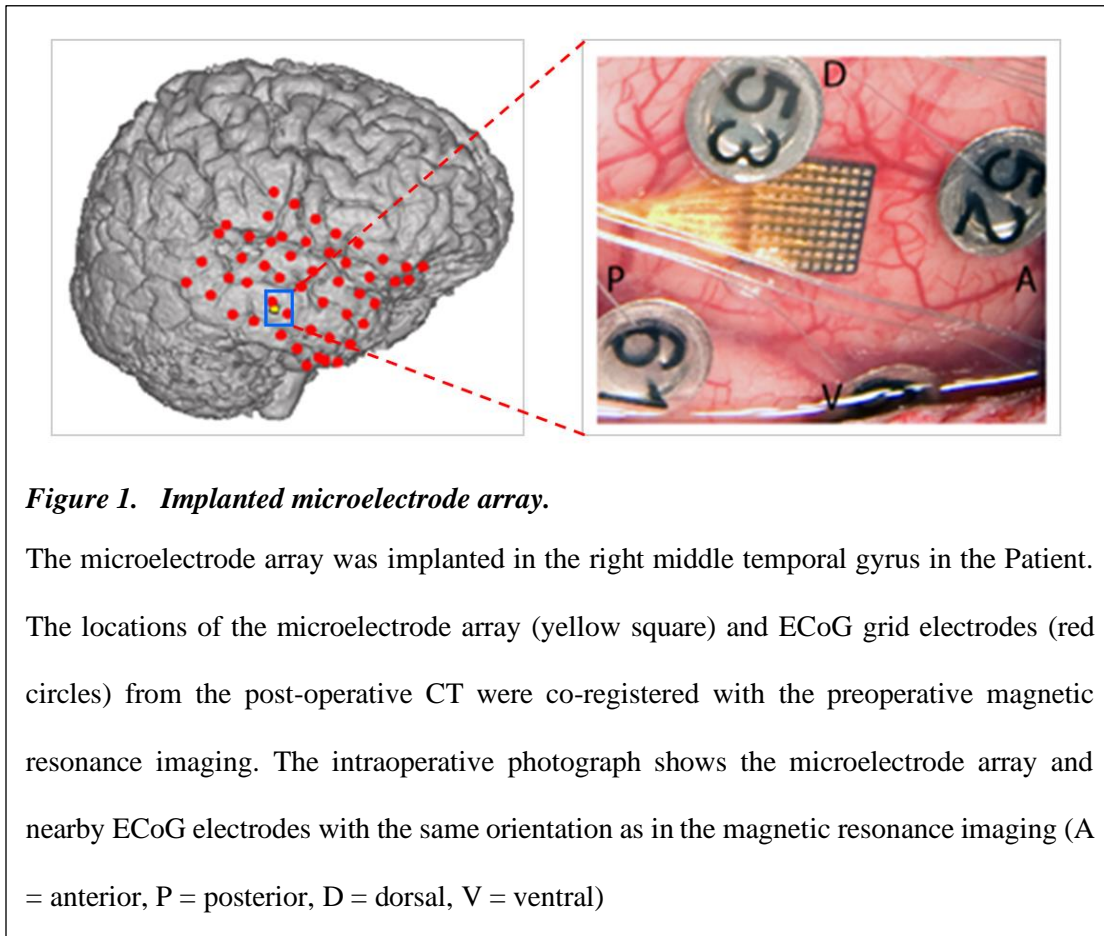 D
53
52
P
A
61
V
Figure 1. Implanted microelectrode array.
The microelectrode array was implanted in the right middle temporal gyrus in the Patient.
The locations of the microelectrode array (yellow square) and ECoG grid electrodes (red
circles) from the post-operative CT were co-registered with the preoperative magnetic
resonance imaging. The intraoperative photograph shows the microelectrode array and
nearby ECoG electrodes with the same orientation as in the magnetic resonance imaging (A
= anterior, P = posterior, D = dorsal, V = ventral)